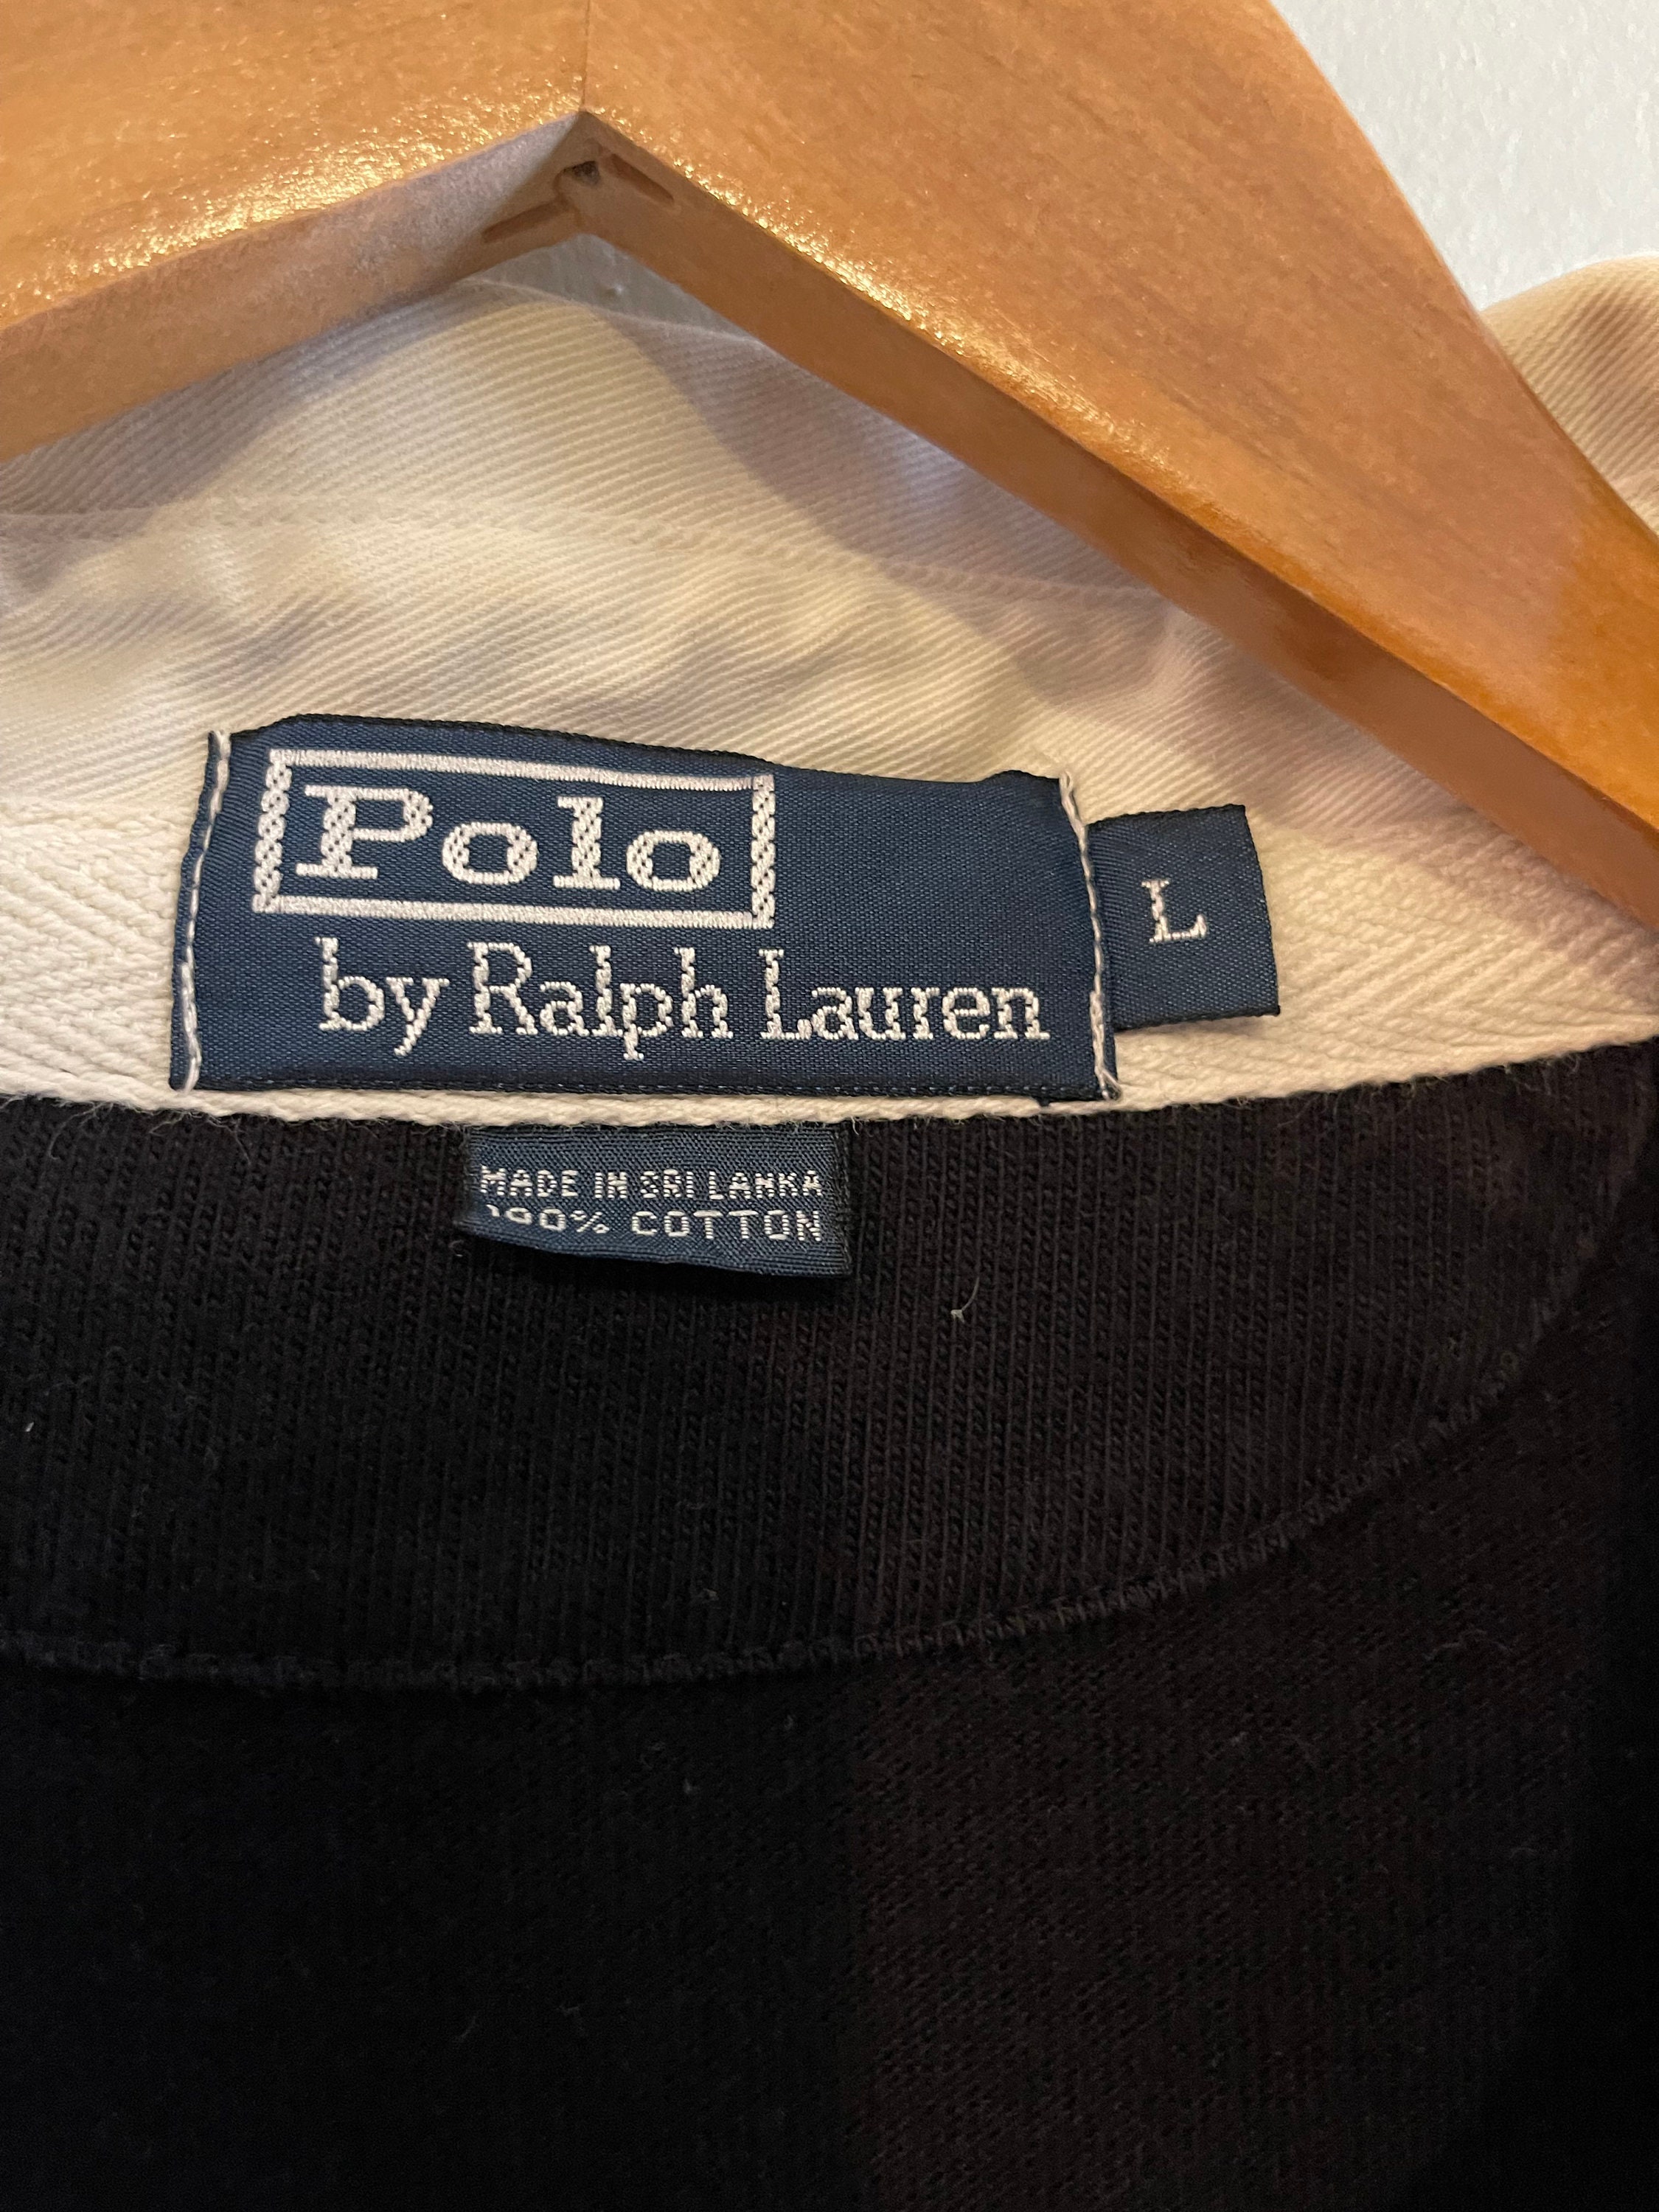 Polo
by Ralph Lauren
L
MADE IN SRI LANKA
100% COTTON